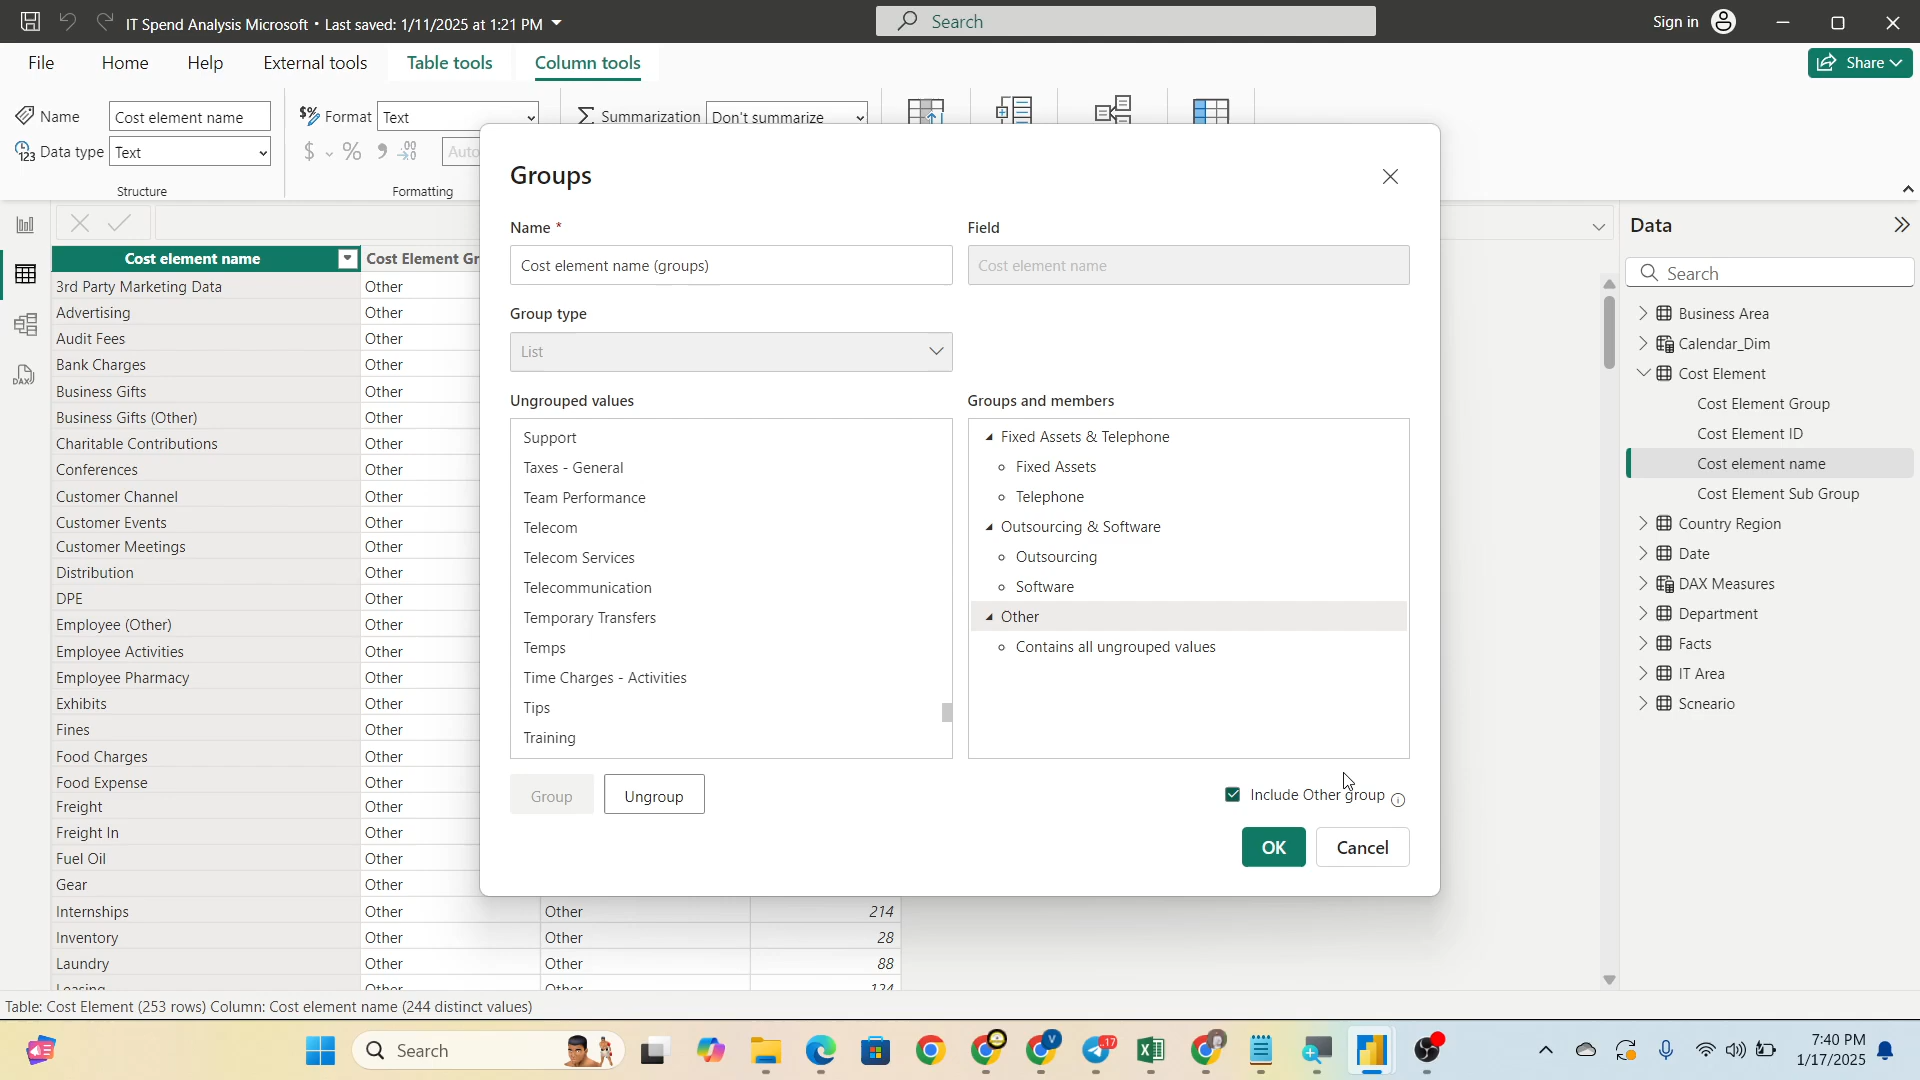 IT Spend Analysis Microsoft • Last saved: 1/11/2025 at 1:21 PM
Search
Sign in
File
Home
Help
External tools
Table tools
Column tools
Share
Name
Cost element name
Data type
Text
Structure
Format
Text
$ % 9 .00
Auto
Formatting
Summarization
Don't summarize
Groups
Name *
Cost element name (groups)
Field
Cost element name
Group type
List
Ungrouped values
Support
Taxes - General
Team Performance
Telecom
Telecom Services
Telecommunication
Temporary Transfers
Temps
Time Charges - Activities
Tips
Training
Groups and members
Fixed Assets & Telephone
Fixed Assets
Telephone
Outsourcing & Software
Outsourcing
Software
Other
Contains all ungrouped values
Group
Ungroup
Include Other group
OK
Cancel
Cost element name
Cost Element Gr
3rd Party Marketing Data Other
Advertising Other
Audit Fees Other
Bank Charges Other
Business Gifts Other
Business Gifts (Other) Other
Charitable Contributions Other
Conferences Other
Customer Channel Other
Customer Events Other
Customer Meetings Other
Distribution Other
DPE Other
Employee (Other) Other
Employee Activities Other
Employee Pharmacy Other
Exhibits Other
Fines Other
Food Charges Other
Food Expense Other
Freight Other
Freight In Other
Fuel Oil Other
Gear Other
Internships Other Other 214
Inventory Other Other 28
Laundry Other Other 88
Leasing Other Other 124
Table: Cost Element (253 rows) Column: Cost element name (244 distinct values)
Data
Search
Business Area
Calendar_Dim
Cost Element
Cost Element Group
Cost Element ID
Cost element name
Cost Element Sub Group
Country Region
Date
DAX Measures
Department
Facts
IT Area
Scneario
DAX
Search
17
7:40 PM
1/17/2025